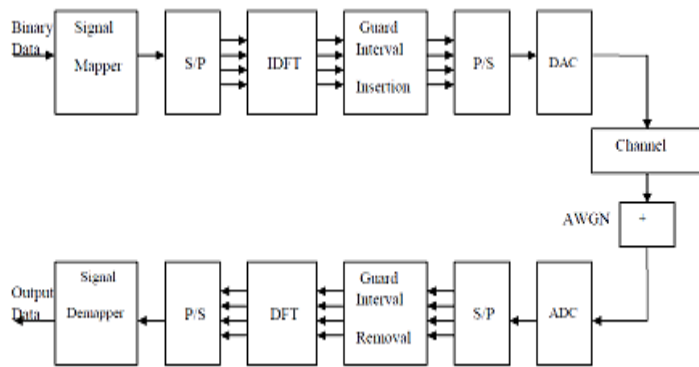 Binary
Data
Signal
Mapper
S/P
IDFT
Guard
Interval
Insertion
P/S
DAC
Channel
AWGN
+
Output
Data
Signal
Demapper
P/S
DFT
Guard
Interval
Removal
S/P
ADC